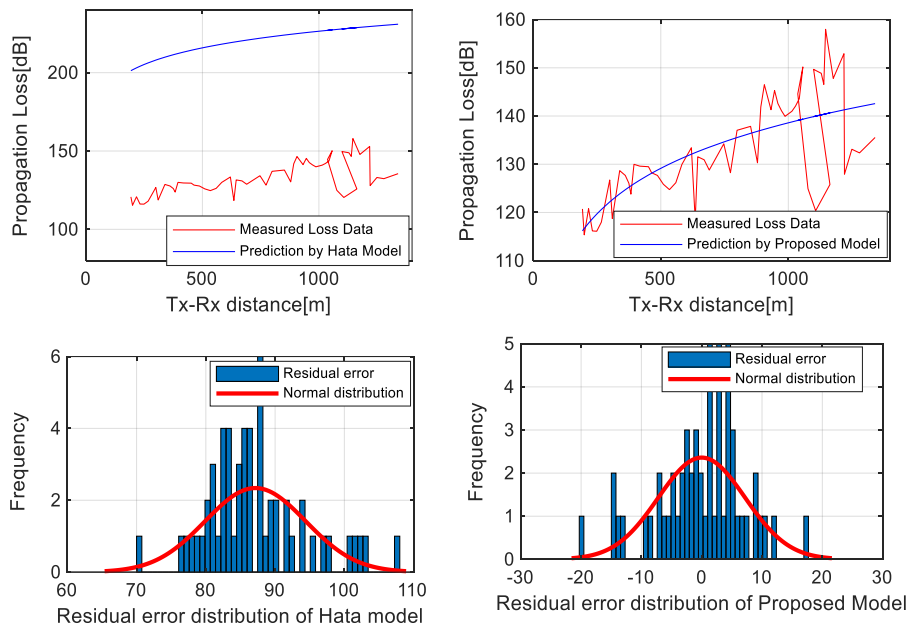 200
150
100
0
500
1000
Propagation Loss[dB]
Measured Loss Data
Prediction by Hata Model
Tx-Rx distance[m]
160
150
140
130
120
110
0
500
1000
Propagation Loss[dB]
Measured Loss Data
Prediction by Proposed Model
Tx-Rx distance[m]
6
4
2
0
60
70
80
90
100
110
Frequency
Residual error
Normal distribution
Residual error distribution of Hata model
5
4
3
2
1
0
-30
-20
-10
0
10
20
30
Frequency
Residual error
Normal distribution
Residual error distribution of Proposed Model